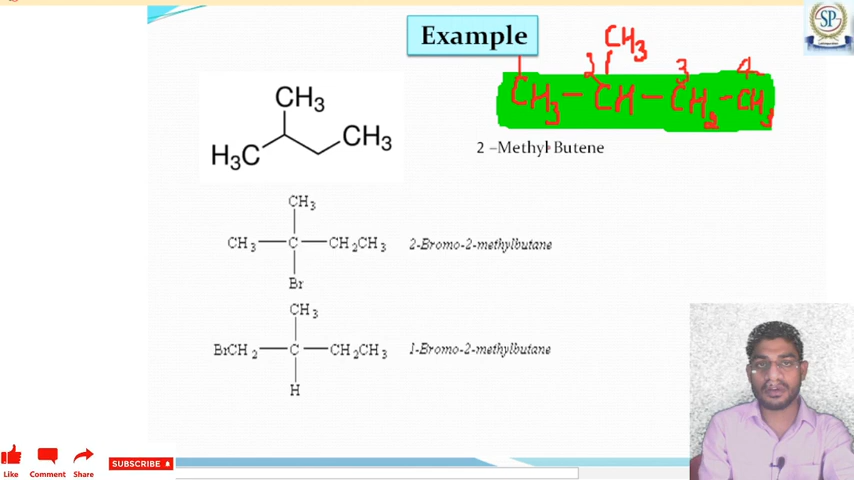 Example
CH3
1 2 3 4
CH3 – CH – CH2 – CH3
2 –Methyl Butene
CH3
H3C
CH3
CH3
CH3—C—CH2CH3 2-Bromo-2-methylbutane
Br
CH3
BrCH2—C—CH2CH3 1-Bromo-2-methylbutane
H
SP
Like Comment Share SUBSCRIBE